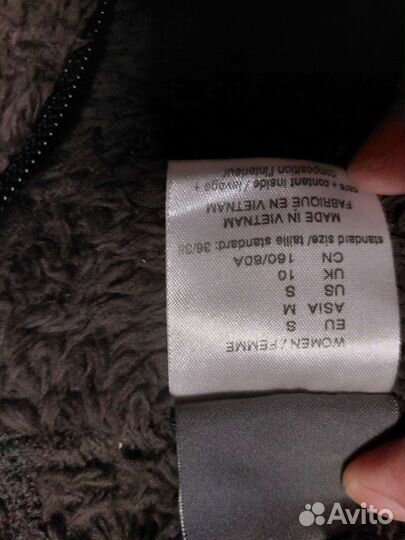 WOMEN / FEMME
EU S
ASIA M
US S
UK 10
CN 160/80A
standard size/ taille standard: 36/38
MADE IN VIETNAM
FABRIQUE EN VIETNAM
care + contant inside / lavage +
composition l'interieur
Avito